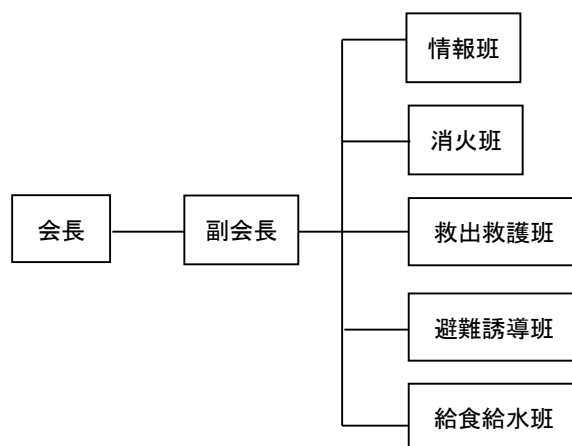 会長
副会長
情報班
消火班
救出救護班
避難誘導班
給食給水班